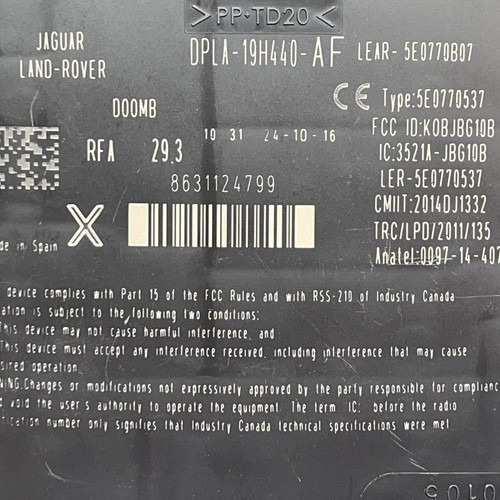 >PP+TD20<
JAGUAR
LAND-ROVER
DPLA-19H440-AF
LEAR- 5E0770B07
D00MB
CE Type:5E0770537
RFA 29.3
10 31 24-10-16
FCC ID:KOBJBG10B
IC:3521A-JBG10B
8631124799
LER-5E0770537
CMIIT:2014DJ1332
X
TRC/LPD/2011/135
de in Spain
Anatel:0097-14-407
device complies with Part 15 of the FCC Rules and with RSS-210 of Industry Canada
ation is subject to the following two conditions:
This device may not cause harmful interference, and
This device must accept any interference received, including interference that may cause
sired operation.
NING.Changes or modifications not expressively approved by the party responsible for complianc
d void the user s authority to operate the equipment. The term IC: before the radio
ication number only signifies that Industry Canada technical specifications were met